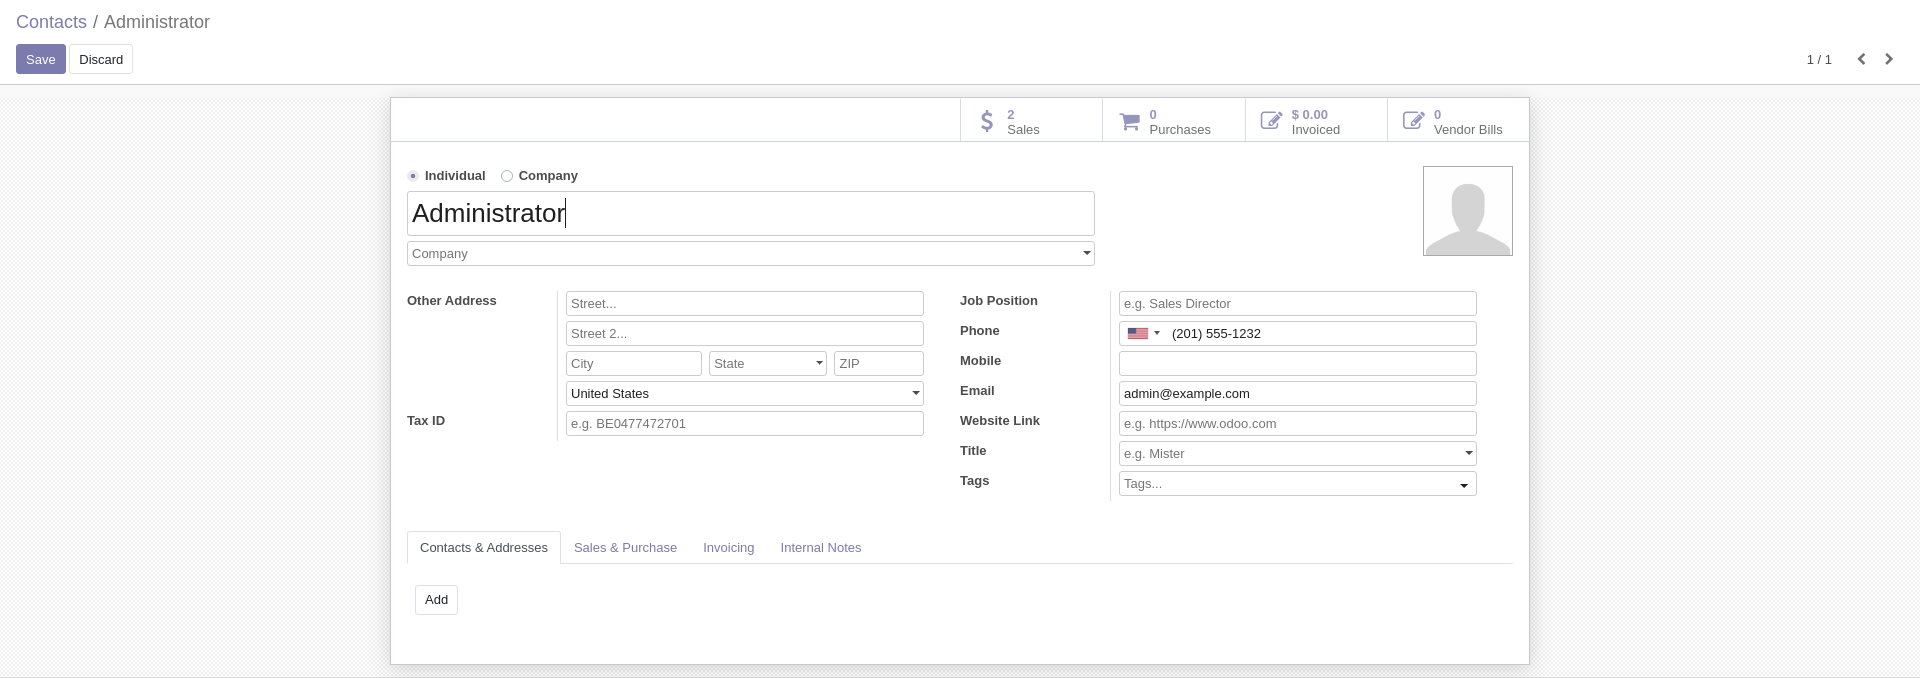 Contacts / Administrator
Save Discard
1 / 1
2 Sales
0 Purchases
$ 0.00 Invoiced
0 Vendor Bills
Individual Company
Administrator
Company
Other Address
Street...
Street 2...
City State ZIP
United States
Tax ID e.g. BE0477472701
Job Position e.g. Sales Director
Phone (201) 555-1232
Mobile
Email admin@example.com
Website Link e.g. https://www.odoo.com
Title e.g. Mister
Tags Tags...
Contacts & Addresses Sales & Purchase Invoicing Internal Notes
Add